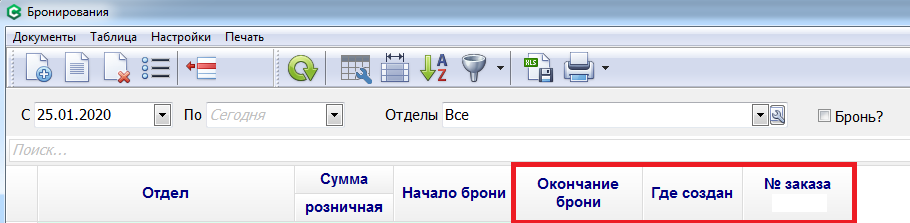 Бронирования
Документы Таблица Настройки Печать
A
Z
XLS
С 25.01.2020 По Сегодня Отделы Все Бронь?
Поиск...
Отдел Сумма розничная Начало брони Окончание брони Где создан № заказа